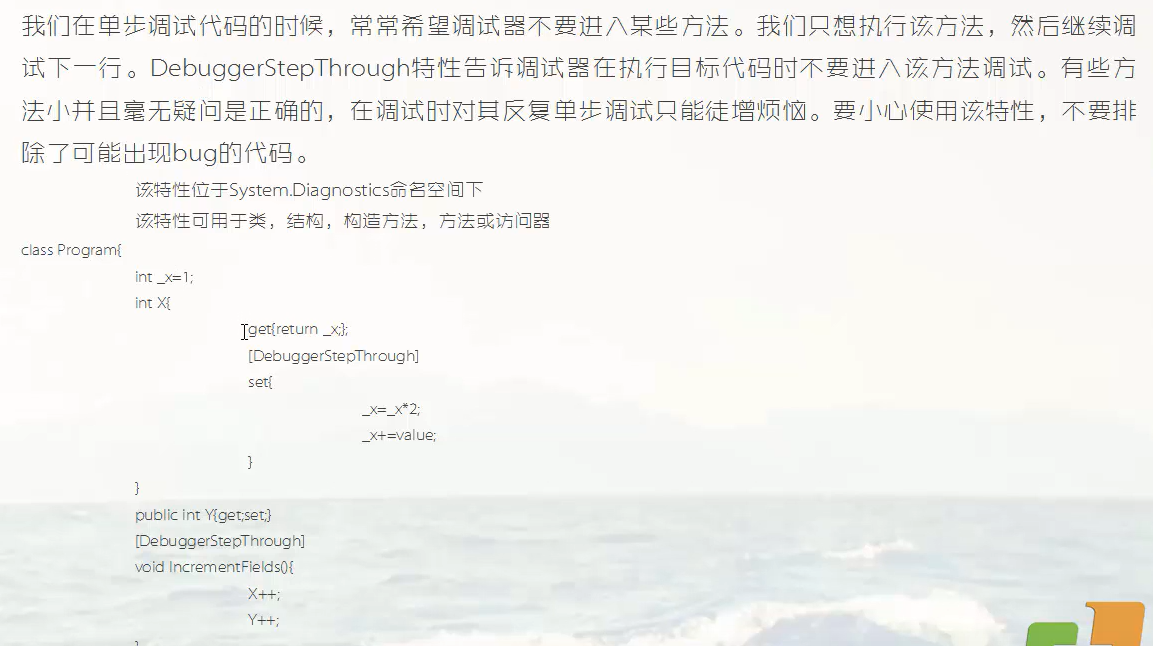 我们在单步调试代码的时候，常常希望调试器不要进入某些方法。我们只想执行该方法，然后继续调
试下一行。DebuggerStepThrough特性告诉调试器在执行目标代码时不要进入该方法调试。有些方
法小并且毫无疑问是正确的，在调试时对其反复单步调试只能徒增烦恼。要小心使用该特性，不要排
除了可能出现bug的代码。
该特性位于System.Diagnostics命名空间下
该特性可用于类，结构，构造方法，方法或访问器
class Program{
int _x=1;
int X{
get{return _x;};
[DebuggerStepThrough]
set{
_x=_x*2;
_x+=value;
}
}
public int Y{get;set;}
[DebuggerStepThrough]
void IncrementFields(){
X++;
Y++;